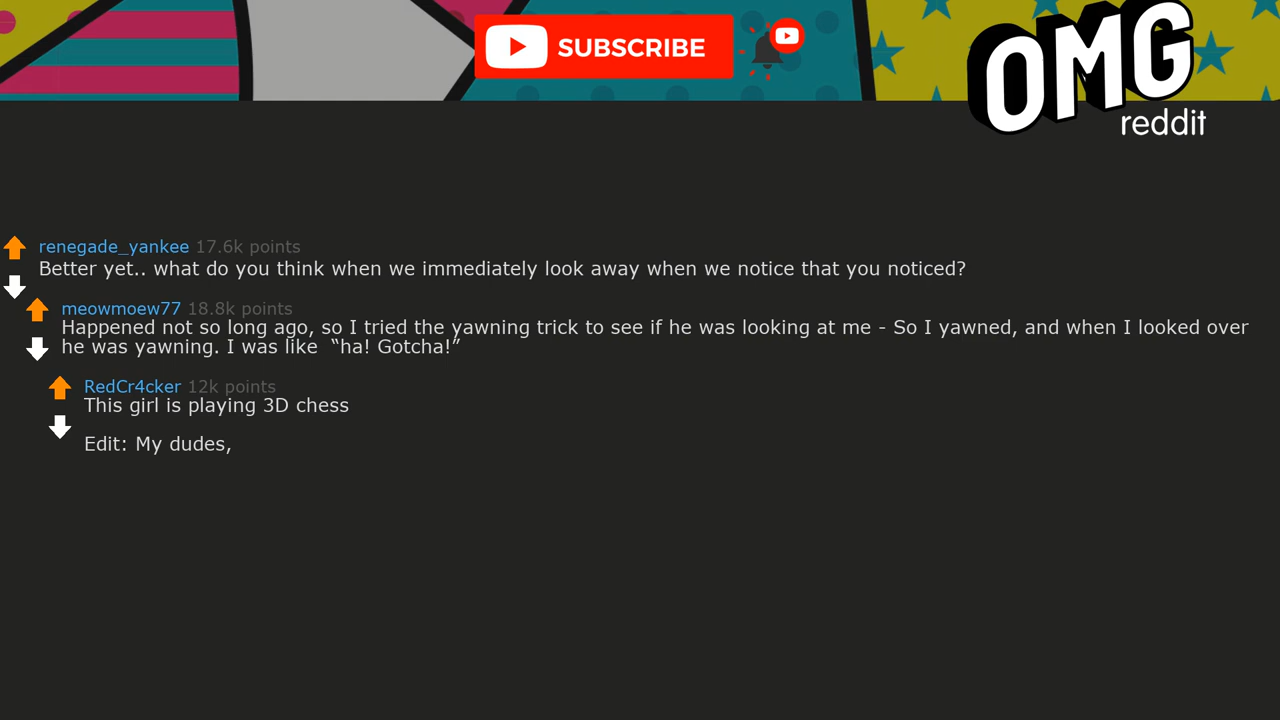 SUBSCRIBE
OMG
reddit
renegade_yankee 17.6k points
Better yet.. what do you think when we immediately look away when we notice that you noticed?
meowmoew77 18.8k points
Happened not so long ago, so I tried the yawning trick to see if he was looking at me - So I yawned, and when I looked over
he was yawning. I was like  “ha! Gotcha!”
RedCr4cker 12k points
This girl is playing 3D chess
Edit: My dudes,